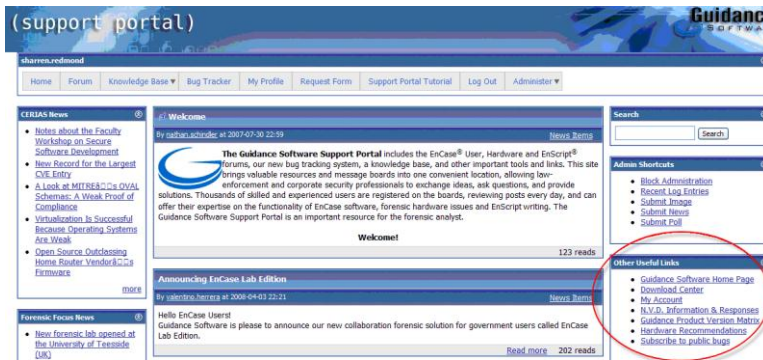 (support portal)
Guidanc
SOFTWA
sharren.redmond
Home Forum Knowledge Base Bug Tracker My Profile Request Form Support Portal Tutorial Log Out Administer
CERIAS News
Notes about the Faculty
Workshop on Secure
Software Development
New Record for the Largest
CVE Entry
A Look at MITREâ□□s OVAL
Schemas: A Weak Proof of
Compliance
Virtualization Is Successful
Because Operating Systems
Are Weak
Open Source Outclassing
Home Router Vendorâ□□s
Firmware
more
Forensic Focus News
New forensic lab opened at
the University of Teesside
(UK)
Welcome
By nathan.schindler at 2007-07-30 22:59 News Items
The Guidance Software Support Portal includes the EnCase® User, Hardware and EnScript®
forums, our new bug tracking system, a knowledge base, and other important tools and links. This site
brings valuable resources and message boards into one convenient location, allowing law-
enforcement and corporate security professionals to exchange ideas, ask questions, and provide
solutions. Thousands of skilled and experienced users are registered on the boards, reviewing posts every day, and can
offer their expertise on the functionality of EnCase software, forensic hardware issues and EnScript writing. The
Guidance Software Support Portal is an important resource for the forensic analyst.
Welcome!
123 reads
Announcing EnCase Lab Edition
By valentino.herrera at 2008-04-03 22:21 News Items
Hello EnCase Users!
Guidance Software is please to announce our new collaboration forensic solution for government users called EnCase
Lab Edition.
Read more 202 reads
Search
Search
Admin Shortcuts
Block Admnistration
Recent Log Entries
Submit Image
Submit News
Submit Poll
Other Useful Links
Guidance Software Home Page
Download Center
My Account
N.V.D. Information & Responses
Guidance Product Version Matrix
Hardware Recommendations
Subscribe to public bugs